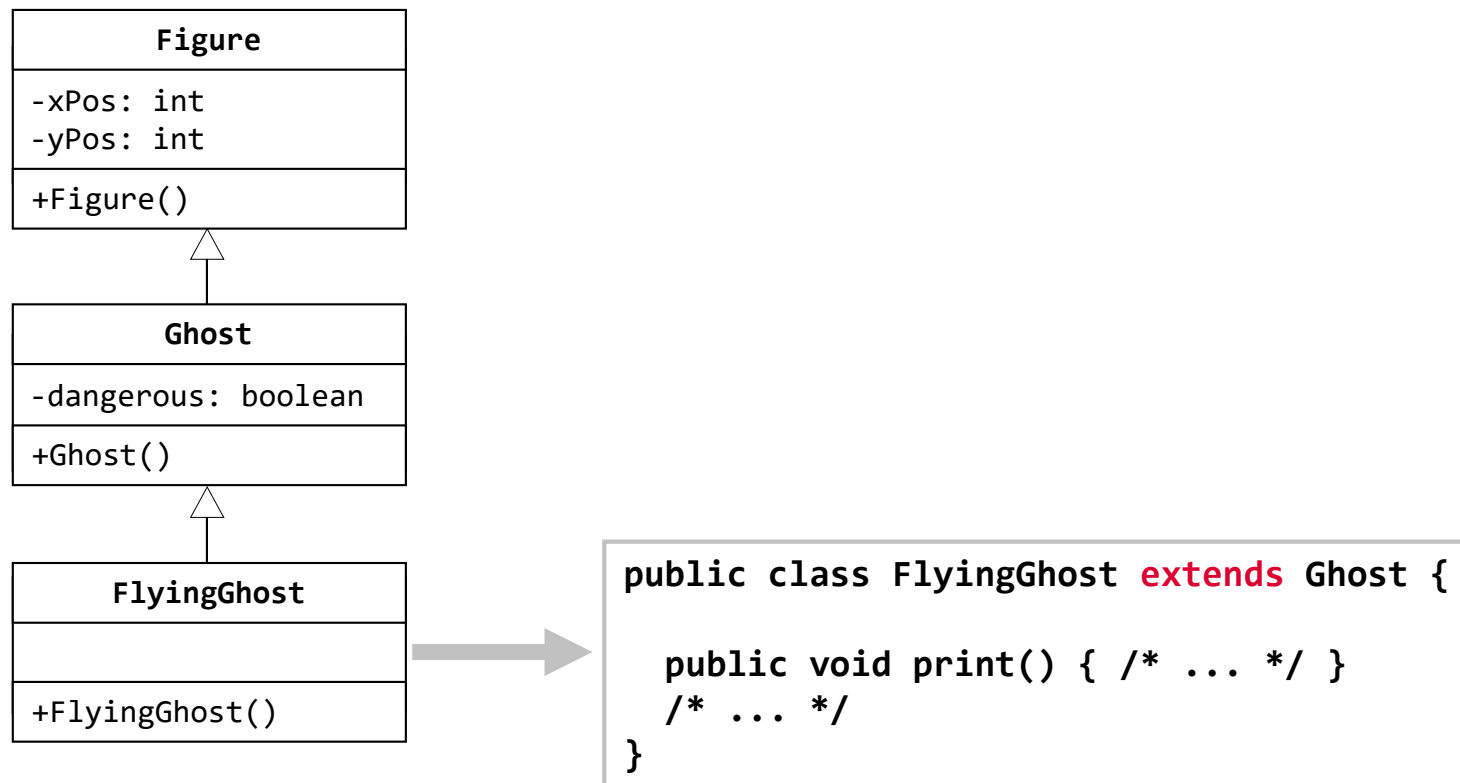 Figure
-xPos: int
-yPos: int
+Figure()
Ghost
-dangerous: boolean
+Ghost()
FlyingGhost
+FlyingGhost()
public class FlyingGhost extends Ghost {
public void print() { /* ... */ }
/* ... */
}